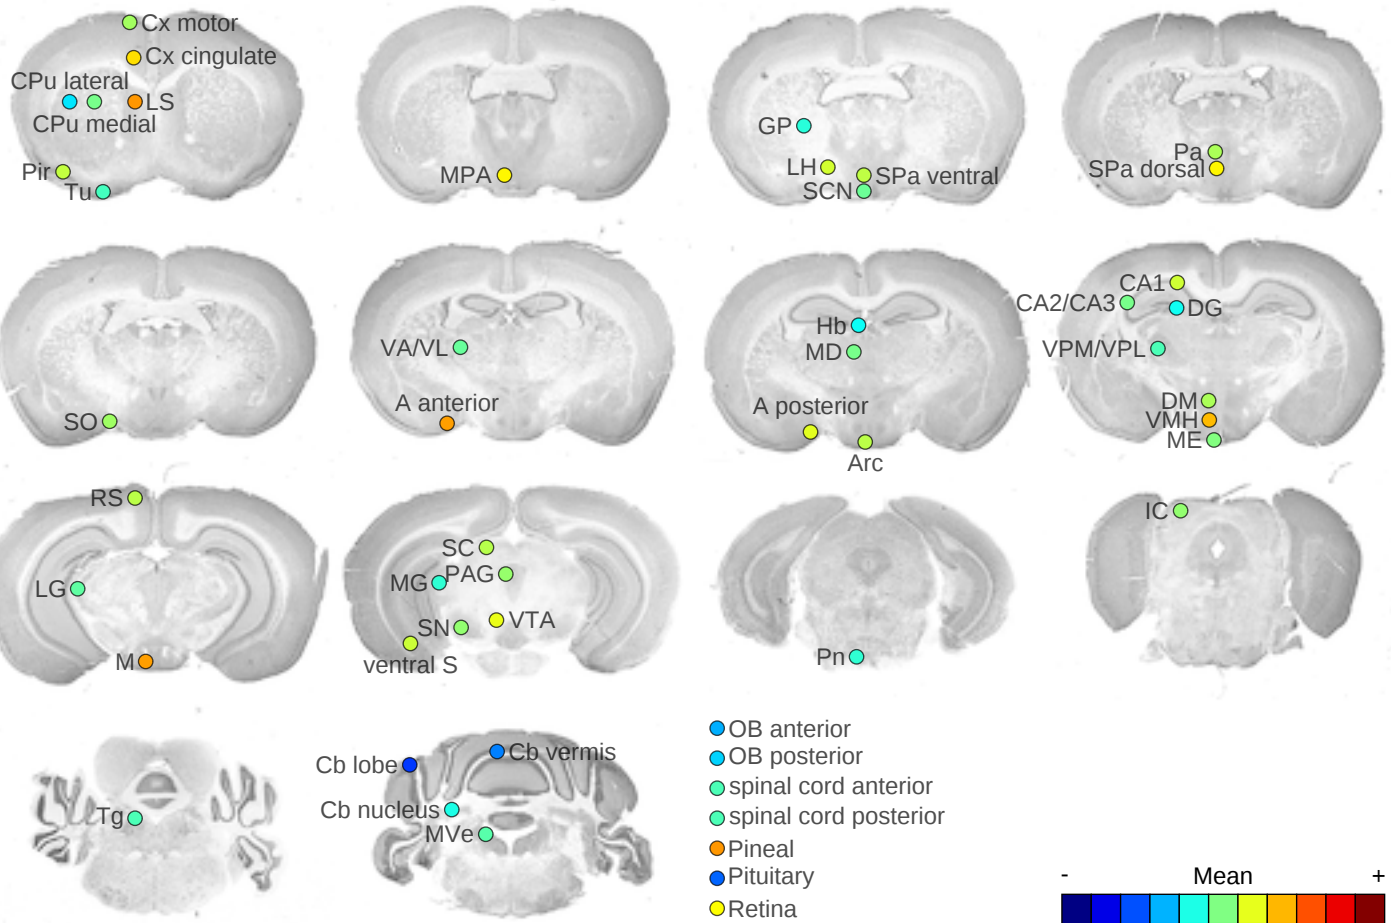 Cx motor
Cx cingulate
CPu lateral
LS
CPu medial
Pir
Tu
MPA
GP
LH
SPa ventral
SCN
Pa
SPa dorsal
SO
VA/VL
A anterior
Hb
MD
A posterior
Arc
CA1
CA2/CA3
DG
VPM/VPL
DM
VMH
ME
RS
LG
M
SC
MG
PAG
SN
VTA
ventral S
Pn
IC
Tg
Cb lobe
Cb vermis
Cb nucleus
MVe
OB anterior
OB posterior
spinal cord anterior
spinal cord posterior
Pineal
Pituitary
Retina
- Mean +